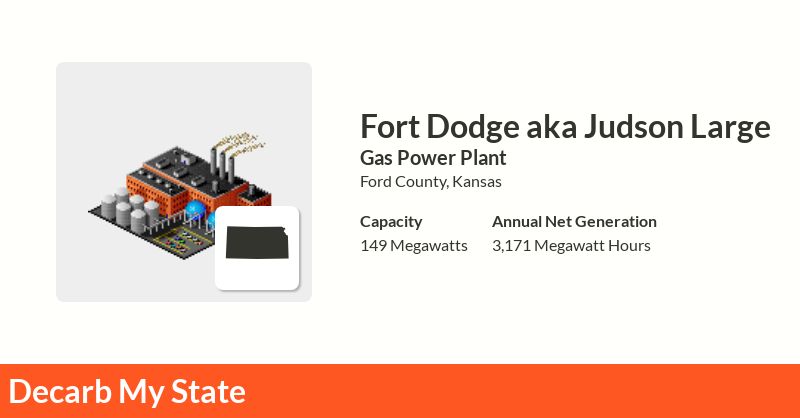 Fort Dodge aka Judson Large
Gas Power Plant
Ford County, Kansas
Capacity
149 Megawatts
Annual Net Generation
3,171 Megawatt Hours
Decarb My State